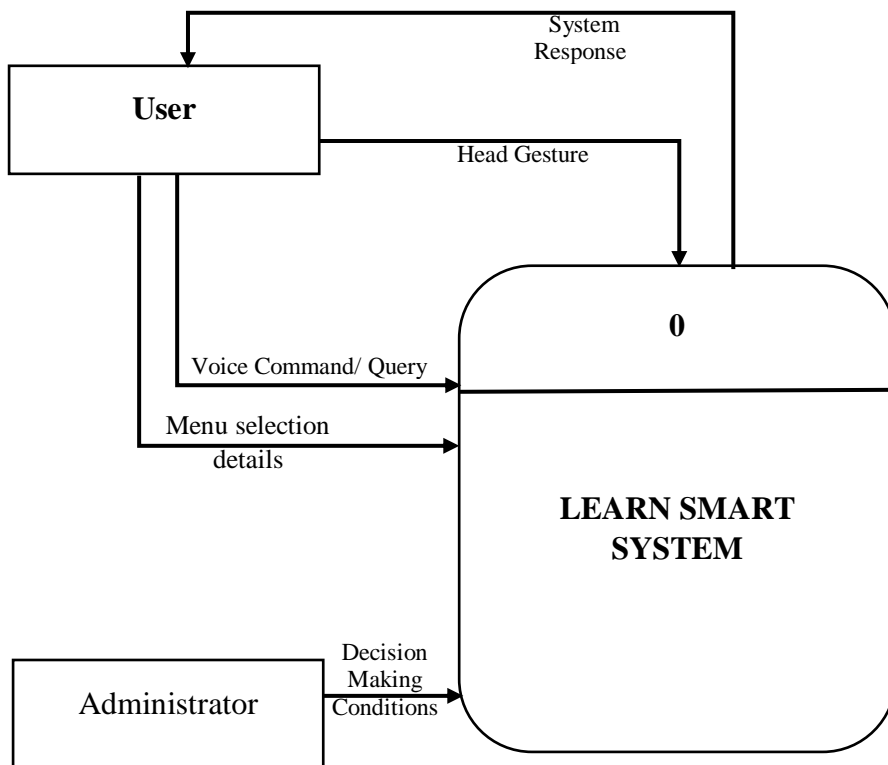 System
Response
User
Head Gesture
0
Voice Command/ Query
Menu selection
details
LEARN SMART
SYSTEM
Decision
Making
Conditions
Administrator